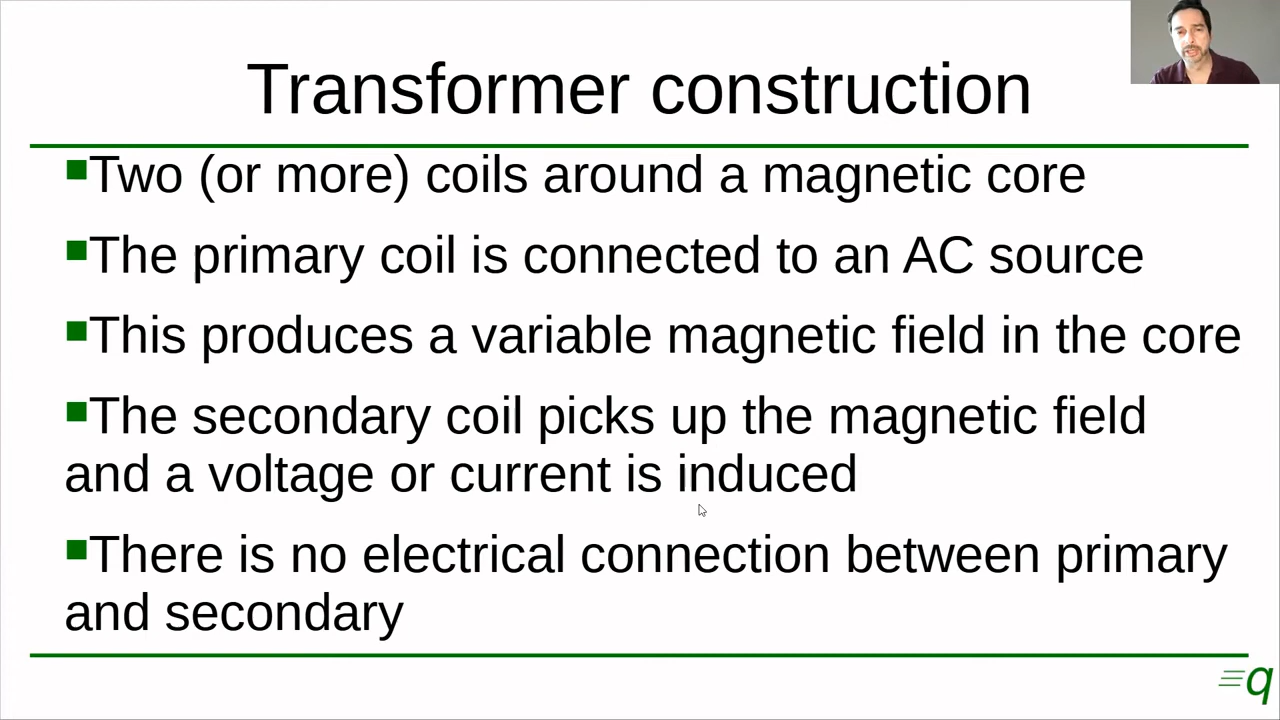 Transformer construction
■Two (or more) coils around a magnetic core
■The primary coil is connected to an AC source
■This produces a variable magnetic field in the core
■The secondary coil picks up the magnetic field
and a voltage or current is induced
■There is no electrical connection between primary
and secondary
q